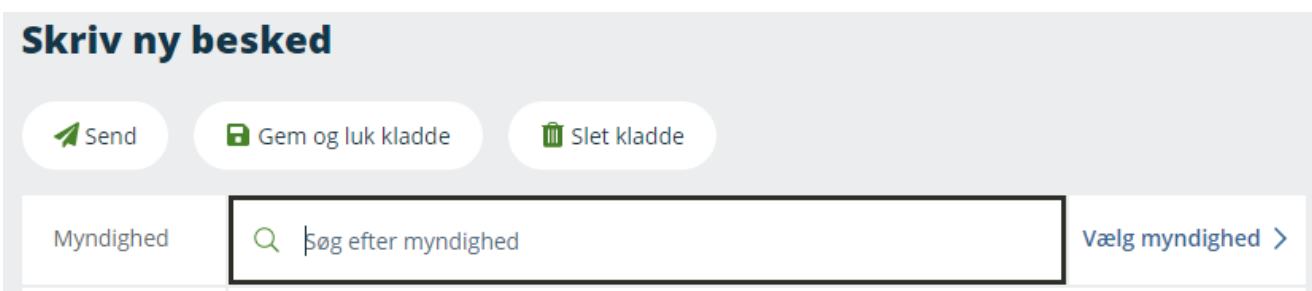 Skriv ny besked
Send Gem og luk kladde Slet kladde
Myndighed Søg efter myndighed Vælg myndighed